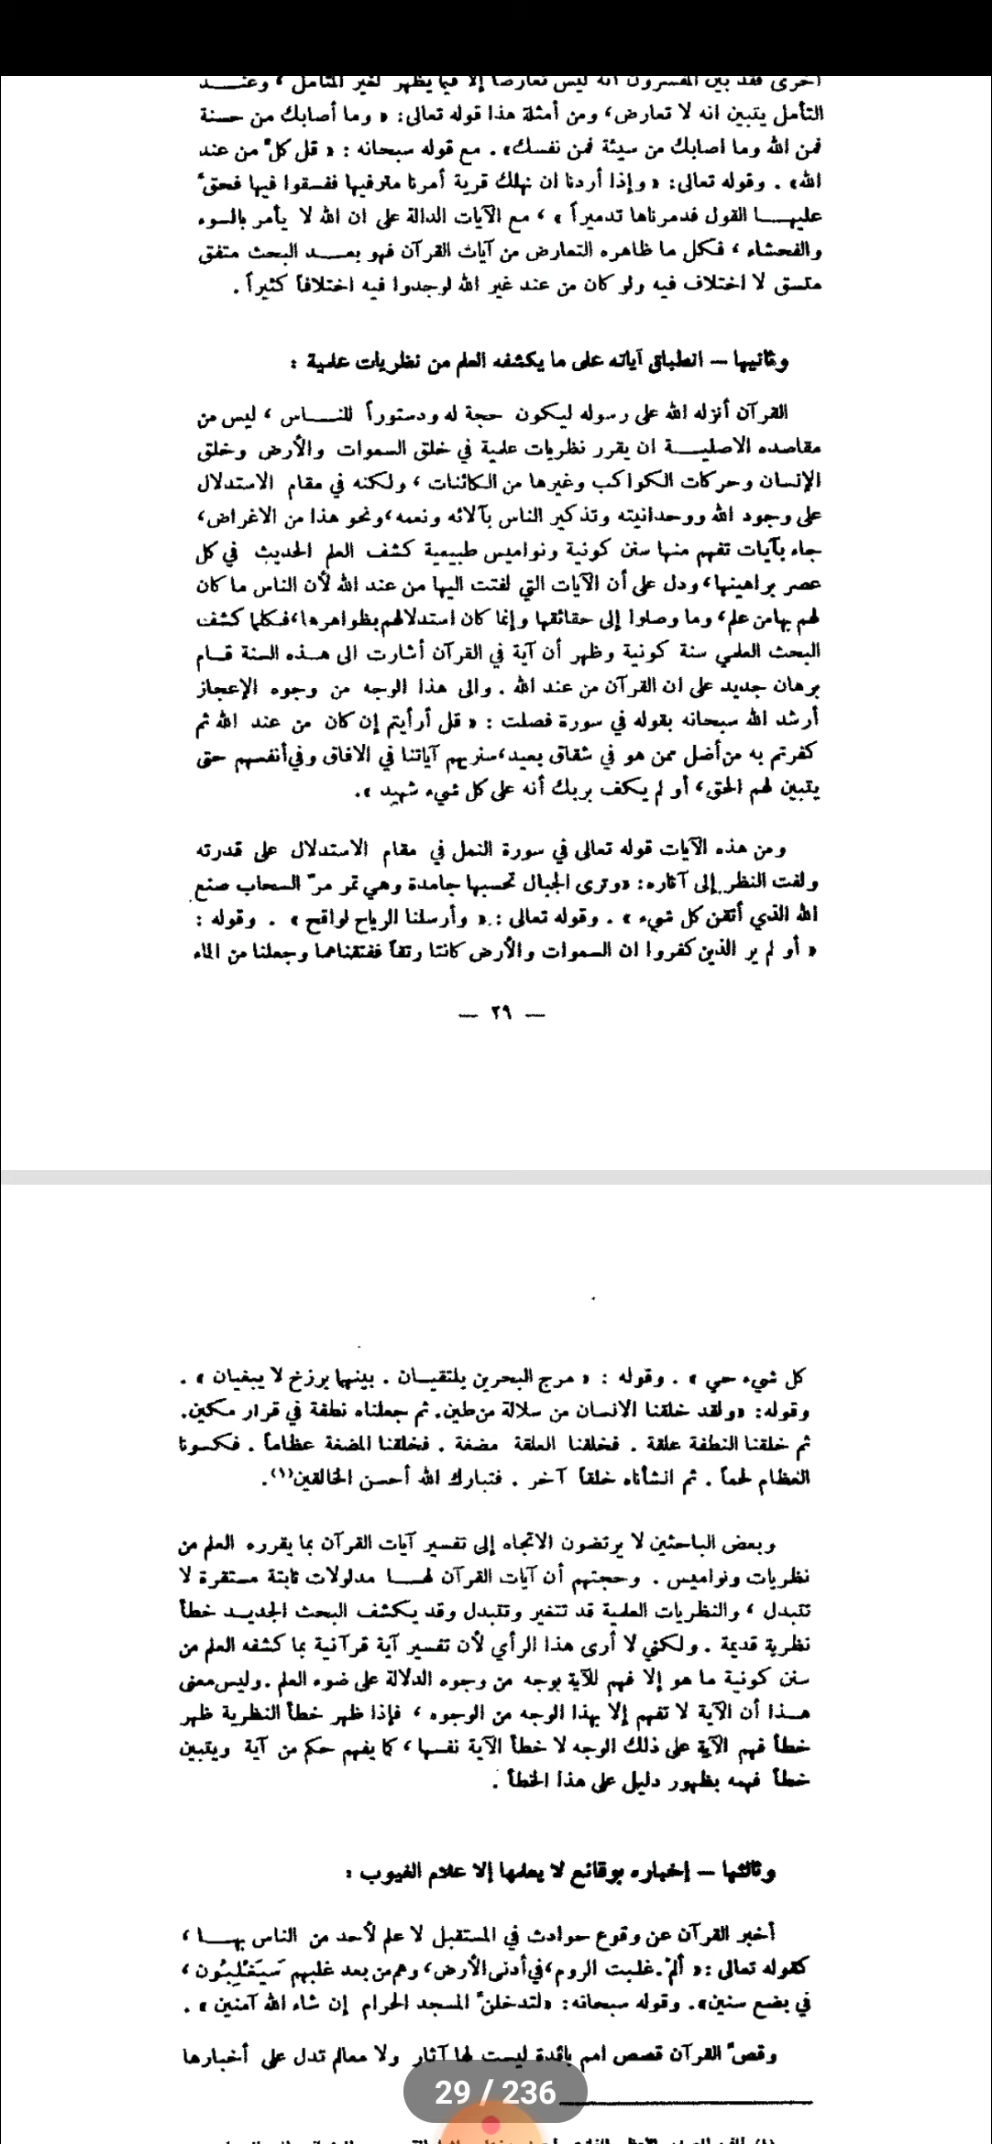 أخرى فقد بين المفسرون أنه ليس تعارضا إلا فيما يظهر لغير المتأمل ، وعنـــد
التأمل يتبين انه لا تعارض، ومن أمثلة هذا قوله تعالى: « وما أصابك من حسنة
فمن الله وما اصابك من سيئة فمن نفسك» . مع قوله سبحانه : « قل كلّ من عند
الله» . وقوله تعالى: « وإذا أردنا ان نهلك قرية أمرنا مترفيها ففسقوا فيها فحقّ
عليهـــا القول فدمرناها تدميراً » ، مع الآيات الدالة على ان الله لا يأمر بالسوء
والفحشاء ، فكل ما ظاهره التعارض من آيات القرآن فهو بعـــد البحث متفق
متسق لا اختلاف فيه ولو كان من عند غير الله لوجدوا فيه اختلافاً كثيراً .
وثانيها – انطباق آياته على ما يكشفه العلم من نظريات علمية :
القرآن أنزله الله على رسوله ليكون حجة له ودستوراً للنـــاس ، ليس من
مقاصده الاصليـــة ان يقرر نظريات علمية في خلق السموات والأرض وخلق
الإنسان وحركات الكواكب وغيرها من الكائنات ، ولكنه في مقام الاستدلال
على وجود الله ووحدانيته وتذكير الناس بآلائه ونعمه ، ونحو هذا من الاغراض،
جاء بآيات تفهم منها سنن كونية ونواميس طبيعية كشف العلم الحديث في كل
عصر براهينها، ودل على أن الآيات التي لفتت اليها من عند الله لأن الناس ما كان
لهم بها من علم، وما وصلوا إلى حقائقها وإنما كان استدلالهم بظواهرها، فكلما كشف
البحث العلمي سنة كونية وظهر أن آية في القرآن أشارت الى هـذه السنة قـام
برهان جديد على ان القرآن من عند الله . والى هذا الوجه من وجوه الإعجاز
أرشد الله سبحانه بقوله في سورة فصلت : « قل أرأيتم إن كان من عند الله ثم
كفرتم به من أضل ممن هو في شقاق بعيد، سنريهم آياتنا في الافاق وفي أنفسهم حتى
يتبين لهم الحق، أو لم يكف بربك أنه على كل شيء شهيد ».
ومن هذه الآيات قوله تعالى في سورة النمل في مقام الاستدلال على قدرته
ولفت النظر إلى آثاره: «وترى الجبال تحسبها جامدة وهي تمر مرّ السحاب صنع
الله الذي أتقن كل شيء » . وقوله تعالى : « وأرسلنا الرياح لواقح » . وقوله :
« أو لم ير الذين كفروا ان السموات والأرض كانتا رتقاً ففتقناهما وجعلنا من الماء
— ٢٩ —
كل شيء حي » . وقوله : « مرج البحرين يلتقيـان . بينهما برزخ لا يبغيان » .
وقوله: «ولقد خلقنا الانسان من سلالة من طين. ثم جعلناه نطفة في قرار مكين.
ثم خلقنا النطفة علقة . فخلقنا العلقة مضغة . فخلقنا المضغة عظاماً . فكسونا
العظام لحماً . ثم انشأناه خلقاً آخر . فتبارك الله أحسن الخالقين(١).
وبعض الباحثين لا يرتضون الاتجاه إلى تفسير آيات القرآن بما يقرره العلم من
نظريات ونواميس . وحجتهم أن آيات القرآن لهـــا مدلولات ثابتة مستقرة لا
تتبدل ، والنظريات العلمية قد تتغير وتتبدل وقد يكشف البحث الجديـد خطأ
نظرية قديمة . ولكني لا أرى هذا الرأي لأن تفسير آية قرآنية بما كشفه العلم من
سنن كونية ما هو إلا فهم للآية بوجه من وجوه الدلالة على ضوء العلم . وليس معنى
هـذا أن الآية لا تفهم إلا بهذا الوجه من الوجوه ، فإذا ظهر خطأ النظرية ظهر
خطأ فهم الآية على ذلك الوجه لا خطأ الآية نفسها ، كما يفهم حكم من آية ويتبين
خطأ فهمه بظهور دليل على هذا الخطأ .
وثالثها – إخباره بوقائع لا يعلمها إلا علام الغيوب :
أخبر القرآن عن وقوع حوادث في المستقبل لا علم لأحد من الناس بهـــا ،
كقوله تعالى : « ألم . غلبت الروم، في أدنى الأرض، وهم من بعد غلبهم سَيَغْلِبُون ،
في بضع سنين». وقوله سبحانه: «لتدخلنّ المسجد الحرام إن شاء الله آمنين » .
وقصّ القرآن قصص امم بائدة ليست لها آثار ولا معالم تدل على أخبارها
29 / 236